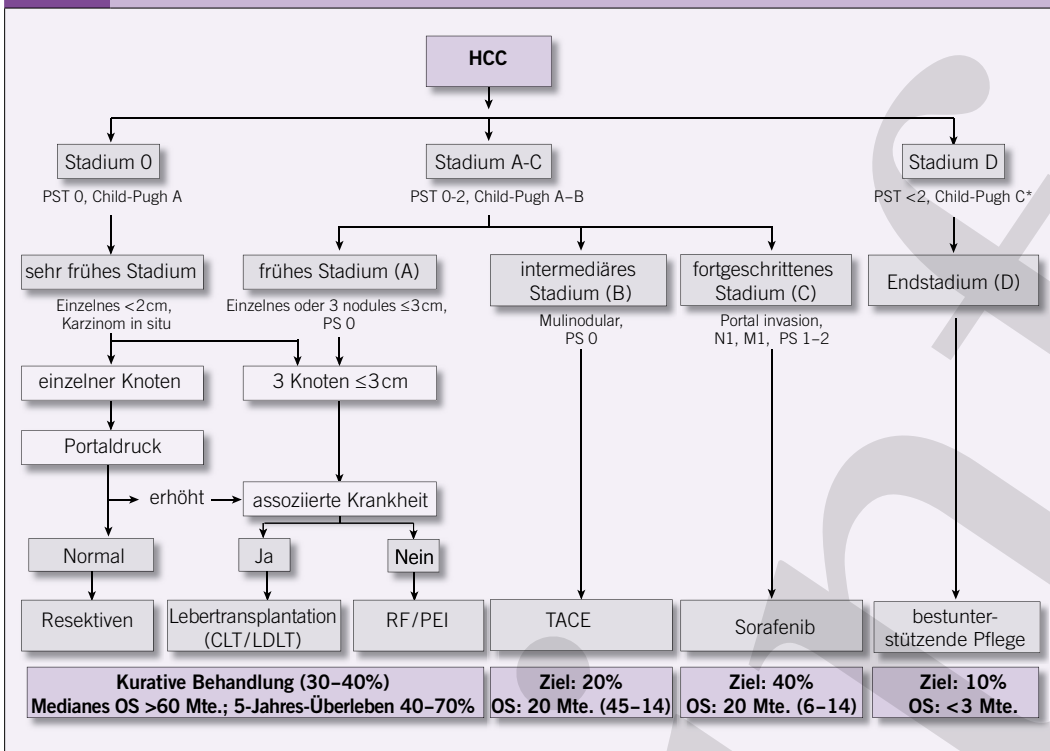 HCC
Stadium 0
Stadium A-C
Stadium D
PST 0, Child-Pugh A
PST 0-2, Child-Pugh A–B
PST <2, Child-Pugh C*
sehr frühes Stadium
frühes Stadium (A)
intermediäres
Stadium (B)
fortgeschrittenes
Stadium (C)
Endstadium (D)
Einzelnes <2cm,
Karzinom in situ
Einzelnes oder 3 nodules ≤3cm,
PS 0
Mulinodular,
PS 0
Portal invasion,
N1, M1, PS 1–2
einzelner Knoten
3 Knoten ≤3cm
Portaldruck
erhöht
assoziierte Krankheit
Normal
Ja
Nein
Resektiven
Lebertransplantation
(CLT/LDLT)
RF/PEI
TACE
Sorafenib
bestunter-
stützende Pflege
Kurative Behandlung (30–40%)
Medianes OS >60 Mte.; 5-Jahres-Überleben 40–70%
Ziel: 20%
OS: 20 Mte. (45–14)
Ziel: 40%
OS: 20 Mte. (6–14)
Ziel: 10%
OS: <3 Mte.